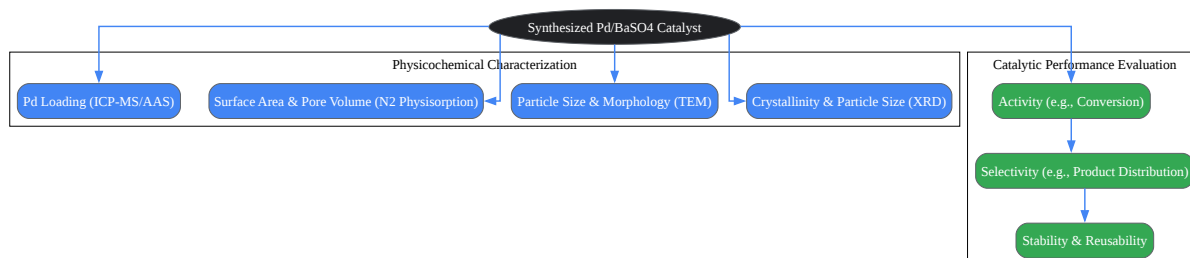 Synthesized Pd/BaSO4 Catalyst
Physicochemical Characterization
Pd Loading (ICP-MS/AAS)
Surface Area & Pore Volume (N2 Physisorption)
Particle Size & Morphology (TEM)
Crystallinity & Particle Size (XRD)
Catalytic Performance Evaluation
Activity (e.g., Conversion)
Selectivity (e.g., Product Distribution)
Stability & Reusability